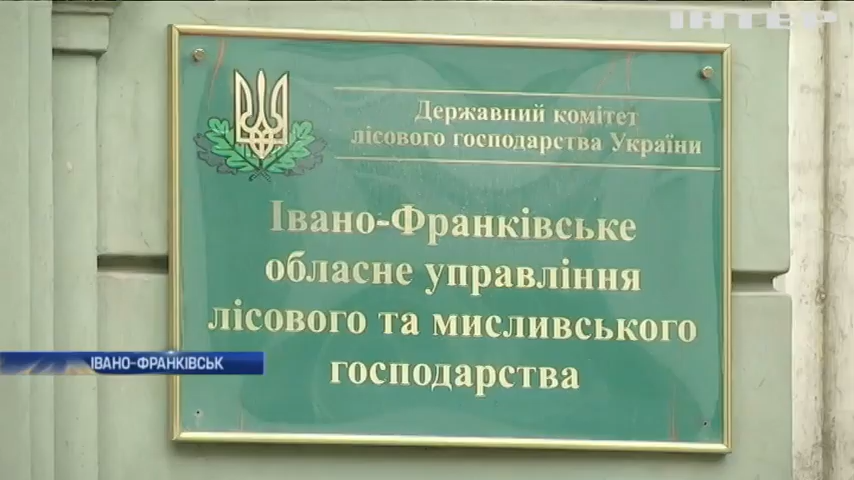 ІНТЕР
Державний комітет
лісового господарства України
Івано-Франківське
обласне управління
лісового та мисливського
господарства
ІВАНО-ФРАНКІВСЬК